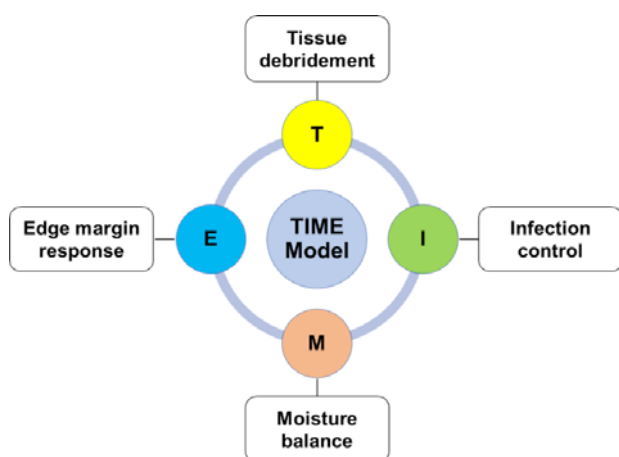 Tissue
debridement
T
Edge margin
response
E
TIME
Model
I
Infection
control
M
Moisture
balance